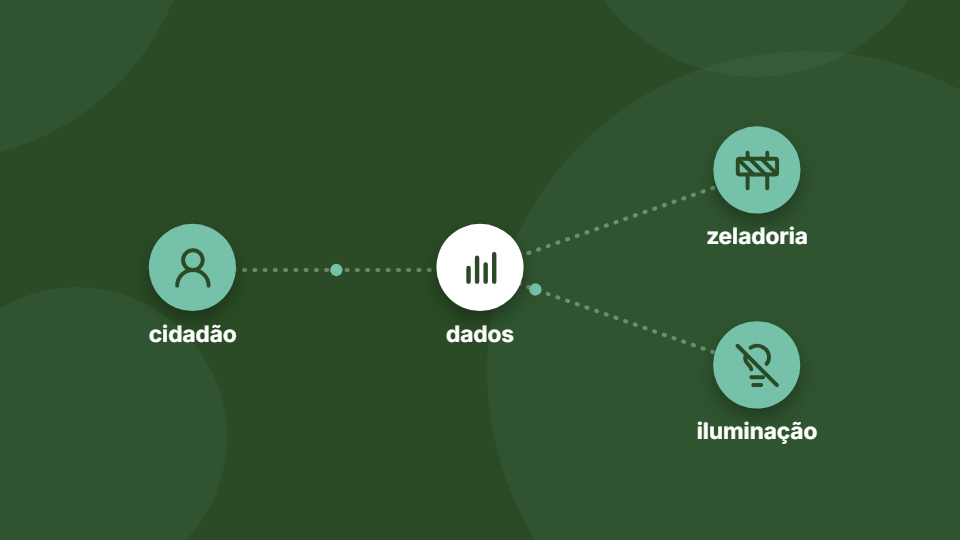 zeladoria
cidadão
dados
iluminação